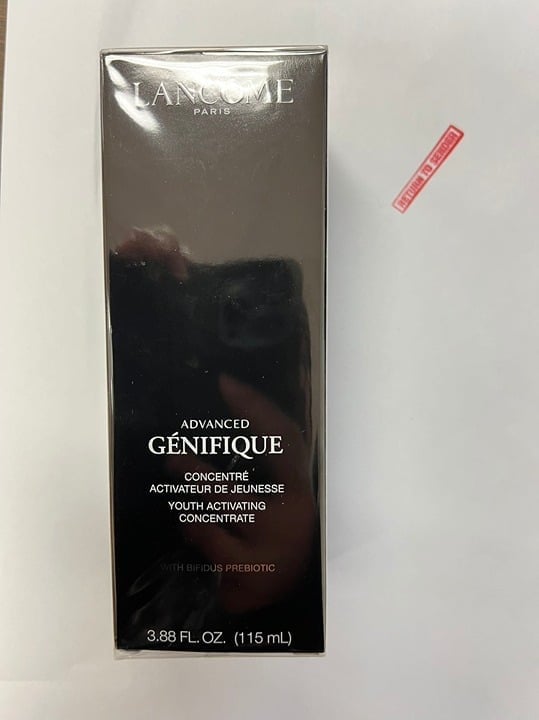 LANCOME
PARIS
RETURN TO SENDER
ADVANCED
GÉNIFIQUE
CONCENTRÉ
ACTIVATEUR DE JEUNESSE
YOUTH ACTIVATING
CONCENTRATE
WITH BIFIDUS PREBIOTIC
3.88 FL. OZ. (115 mL)